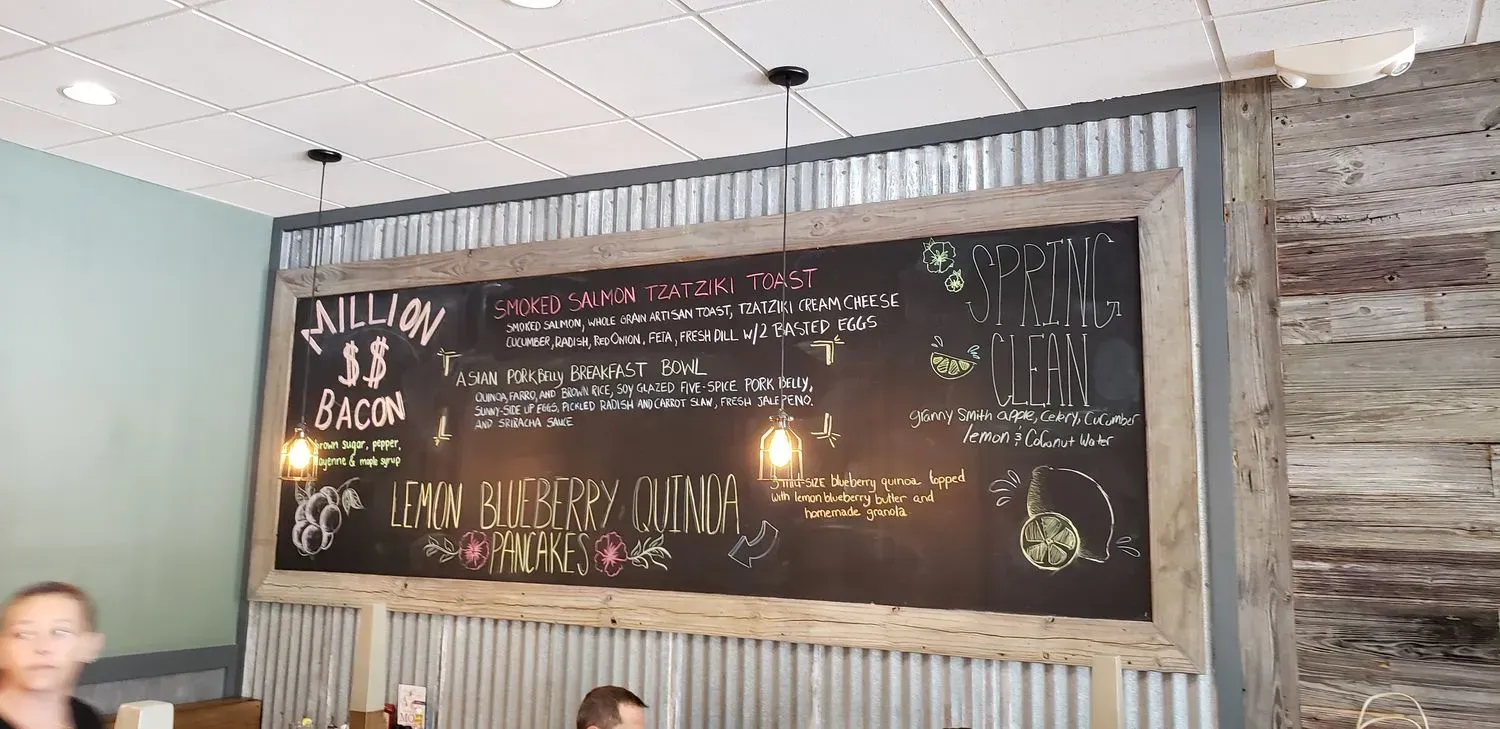 MILLION
$$
BACON
brown sugar, pepper,
cayenne & maple syrup
SMOKED SALMON TZATZIKI TOAST
SMOKED SALMON, WHOLE GRAIN ARTISAN TOAST, TZATZIKI CREAM CHEESE
CUCUMBER, RADISH, RED ONION, FETA, FRESH DILL W/2 BASTED EGGS
ASIAN PORKBELLY BREAKFAST BOWL
QUINOA, FARRO, AND BROWN RICE, SOY GLAZED FIVE-SPICE PORK BELLY,
SUNNY-SIDE UP EGGS, PICKLED RADISH AND CARROT SLAW, FRESH JALEPENO,
AND SRIRACHA SAUCE
LEMON BLUEBERRY QUINOA
PANCAKES
3 mid-SIZE blueberry quinoa topped
with lemon blueberry butter and
homemade granola
SPRING
CLEAN
granny Smith apple, Celery, Cucumber
lemon & Coconut Water